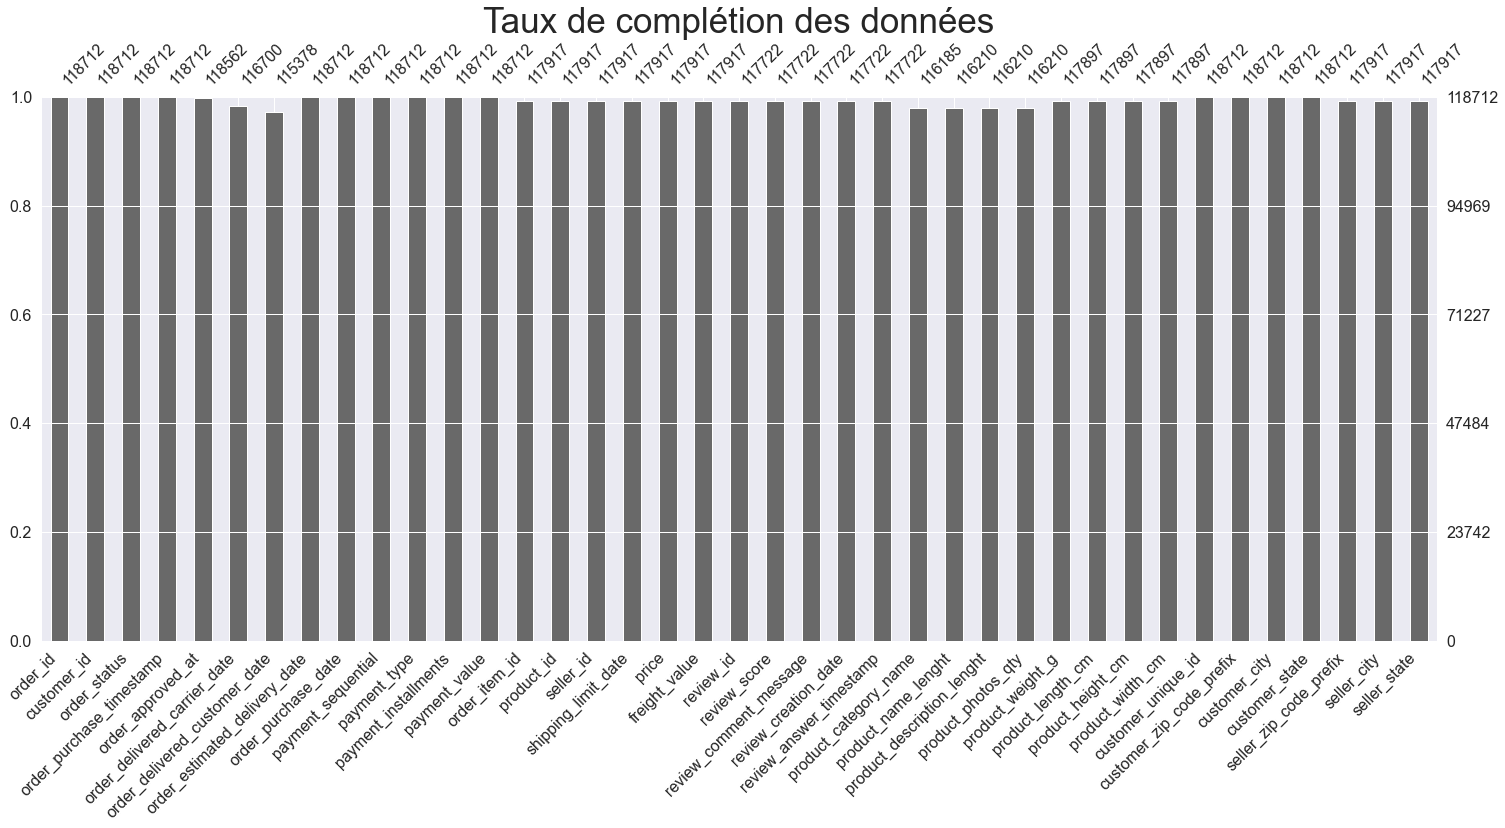 Taux de complétion des données
118712
118712
118712
118712
118562
116700
115378
118712
118712
118712
118712
118712
118712
117917
117917
117917
117917
117917
117917
117722
117722
117722
117722
117722
116185
116210
116210
116210
117897
117897
117897
117897
118712
118712
118712
118712
117917
117917
117917
1.0
0.8
0.6
0.4
0.2
0.0
118712
94969
71227
47484
23742
0
order_id
customer_id
order_status
order_purchase_timestamp
order_approved_at
order_delivered_carrier_date
order_delivered_customer_date
order_estimated_delivery_date
order_purchase_date
payment_sequential
payment_type
payment_installments
payment_value
order_item_id
product_id
seller_id
shipping_limit_date
price
freight_value
review_id
review_score
review_comment_message
review_creation_date
review_answer_timestamp
product_category_name
product_name_lenght
product_description_lenght
product_photos_qty
product_weight_g
product_length_cm
product_height_cm
product_width_cm
customer_unique_id
customer_zip_code_prefix
customer_city
customer_state
seller_zip_code_prefix
seller_city
seller_state